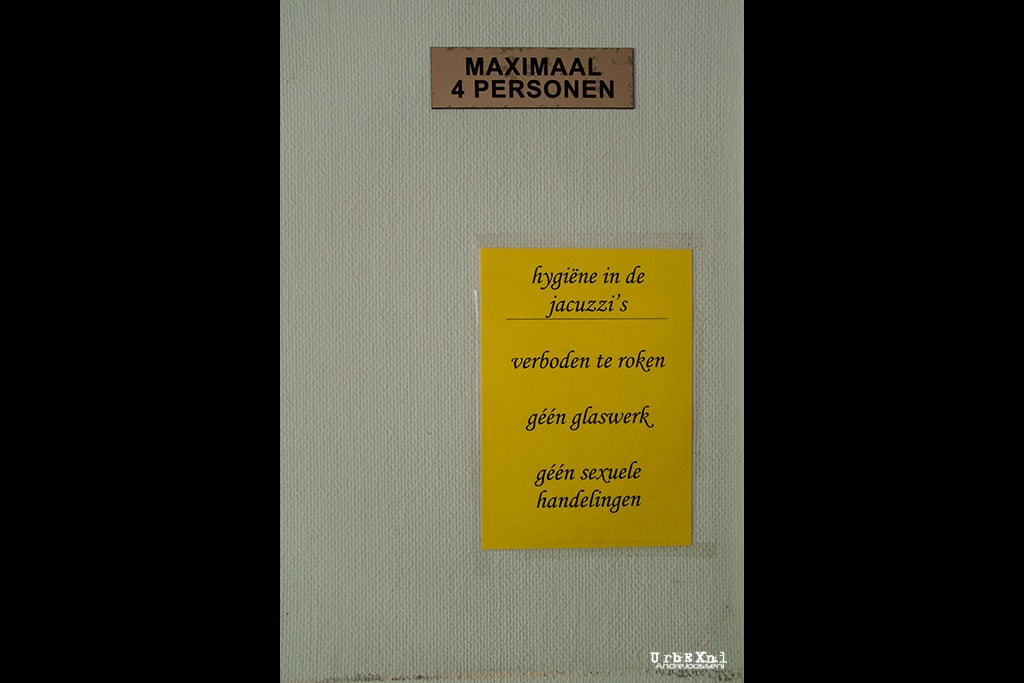 MAXIMAAL
4 PERSONEN
hygiëne in de
jacuzzi's
verboden te roken
géén glaswerk
géén sexuele
handelingen
UrbEXnl